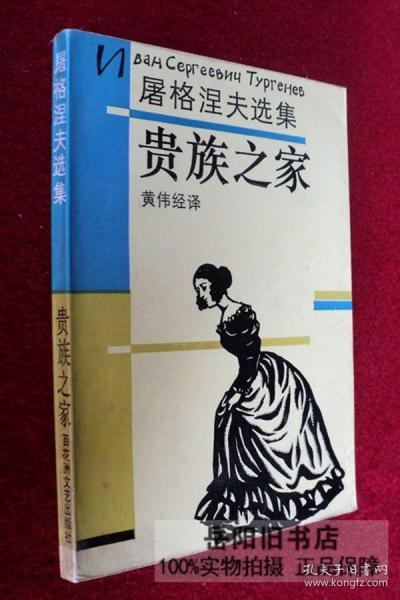 Иван Сергеевич Тургенев
屠格涅夫选集
贵族之家
黄伟经译
屠格涅夫选集
贵族之家
百花洲文艺出版社
岳阳旧书店
100%实物拍摄 正品保障
孔夫子旧书网
www.kongfz.com